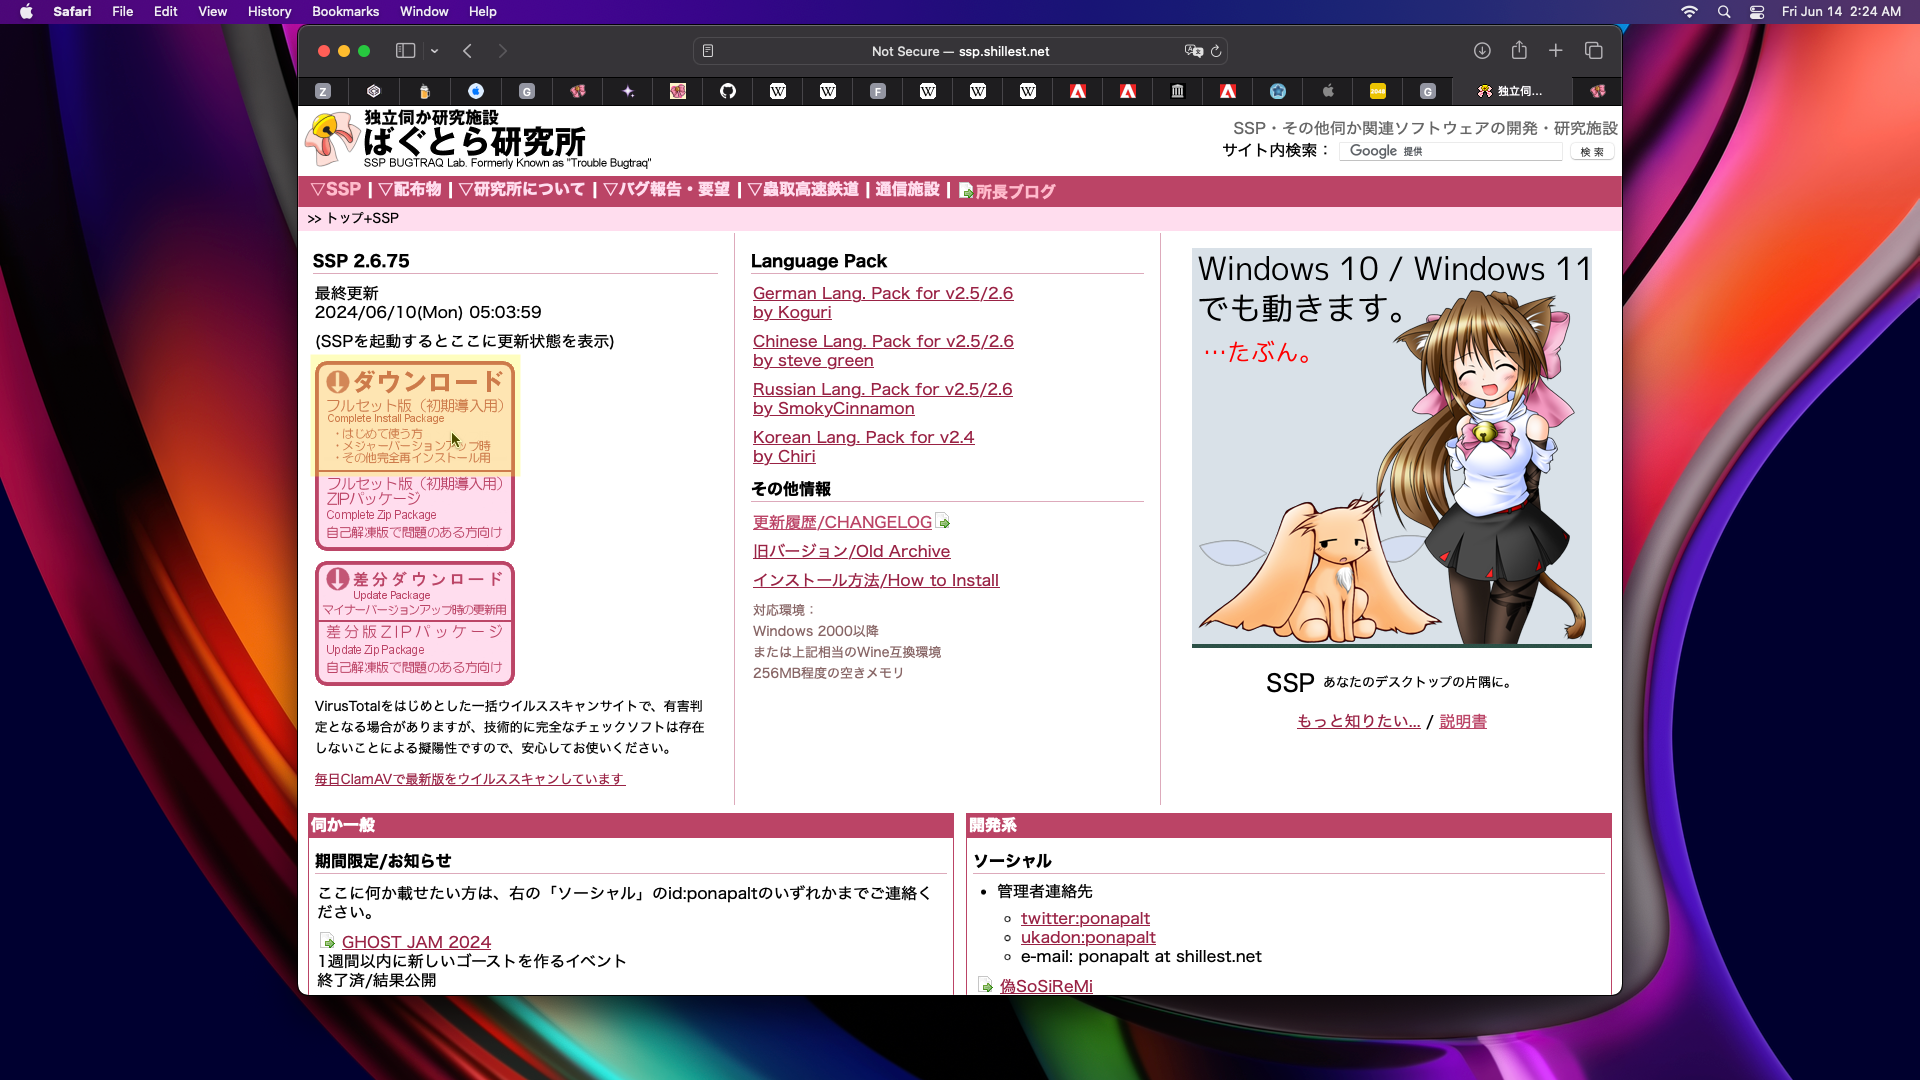 Safari File Edit View History Bookmarks Window Help Fri Jun 14 2:24 AM
Not Secure — ssp.shillest.net
Z G F G 独立伺...
独立伺か研究施設
ばぐとら研究所
SSP BUGTRAQ Lab. Formerly Known as "Trouble Bugtraq"
SSP・その他伺か関連ソフトウェアの開発・研究施設
サイト内検索： Google 提供 検索
▽SSP | ▽配布物 | ▽研究所について | ▽バグ報告・要望 | ▽蟲取高速鉄道 | 通信施設 | 所長ブログ
>> トップ+SSP
SSP 2.6.75
最終更新
2024/06/10(Mon) 05:03:59
(SSPを起動するとここに更新状態を表示)
ダウンロード
フルセット版（初期導入用）
Complete Install Package
・はじめて使う方
・メジャーバージョンアップ時
・その他完全再インストール用
フルセット版（初期導入用）
ZIPパッケージ
Complete Zip Package
自己解凍版で問題のある方向け
差分ダウンロード
Update Package
マイナーバージョンアップ時の更新用
差分版ZIPパッケージ
Update Zip Package
自己解凍版で問題のある方向け
VirusTotalをはじめとした一括ウイルススキャンサイトで、有害判
定となる場合がありますが、技術的に完全なチェックソフトは存在
しないことによる擬陽性ですので、安心してお使いください。
毎日ClamAVで最新版をウイルススキャンしています
Language Pack
German Lang. Pack for v2.5/2.6
by Koguri
Chinese Lang. Pack for v2.5/2.6
by steve green
Russian Lang. Pack for v2.5/2.6
by SmokyCinnamon
Korean Lang. Pack for v2.4
by Chiri
その他情報
更新履歴/CHANGELOG
旧バージョン/Old Archive
インストール方法/How to Install
対応環境：
Windows 2000以降
または上記相当のWine互換環境
256MB程度の空きメモリ
Windows 10 / Windows 11
でも動きます。
…たぶん。
SSP あなたのデスクトップの片隅に。
もっと知りたい... / 説明書
伺か一般
期間限定/お知らせ
ここに何か載せたい方は、右の「ソーシャル」のid:ponapaltのいずれかまでご連絡く
ださい。
GHOST JAM 2024
1週間以内に新しいゴーストを作るイベント
終了済/結果公開
開発系
ソーシャル
• 管理者連絡先
twitter:ponapalt
ukadon:ponapalt
e-mail: ponapalt at shillest.net
偽SoSiReMi